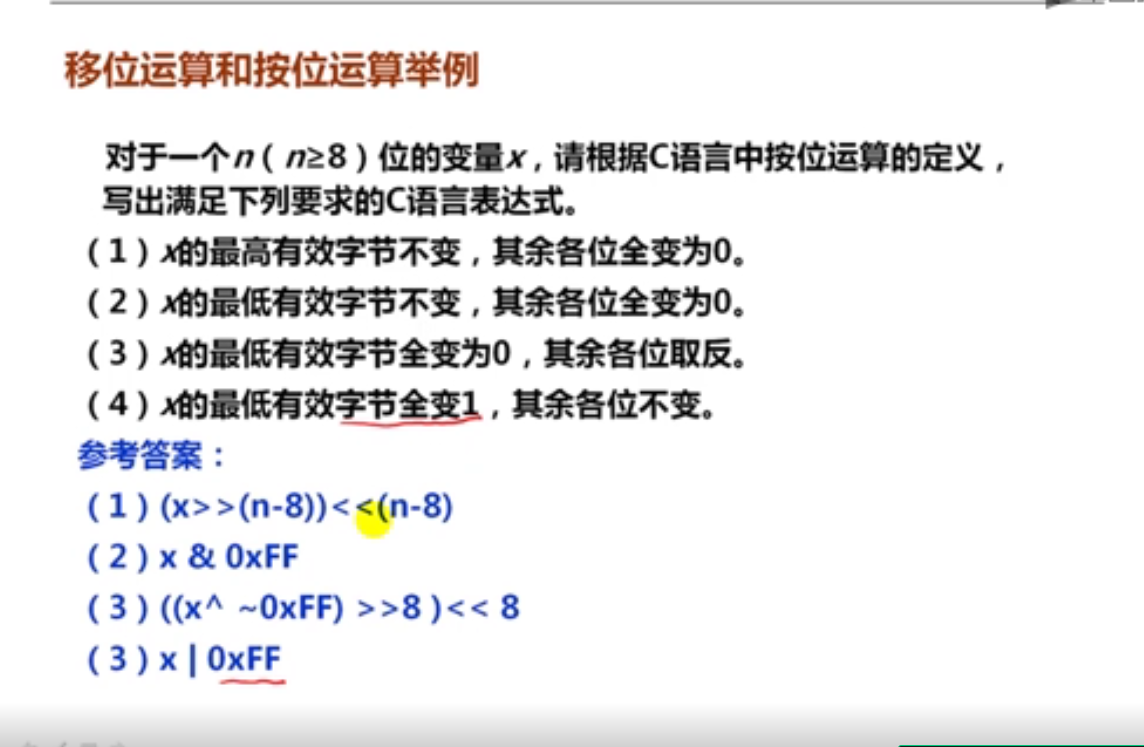 移位运算和按位运算举例
对于一个n（n≥8）位的变量x，请根据C语言中按位运算的定义，
写出满足下列要求的C语言表达式。
（1）x的最高有效字节不变，其余各位全变为0。
（2）x的最低有效字节不变，其余各位全变为0。
（3）x的最低有效字节全变为0，其余各位取反。
（4）x的最低有效字节全变1，其余各位不变。
参考答案：
（1）(x>>(n-8))<<(n-8)
（2）x & 0xFF
（3）((x^ ~0xFF) >>8 )<< 8
（3）x | 0xFF